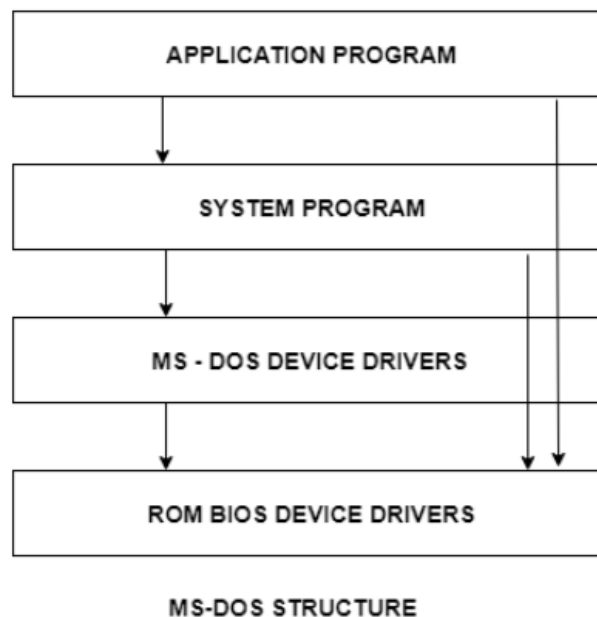 APPLICATION PROGRAM
SYSTEM PROGRAM
MS - DOS DEVICE DRIVERS
ROM BIOS DEVICE DRIVERS
MS-DOS STRUCTURE